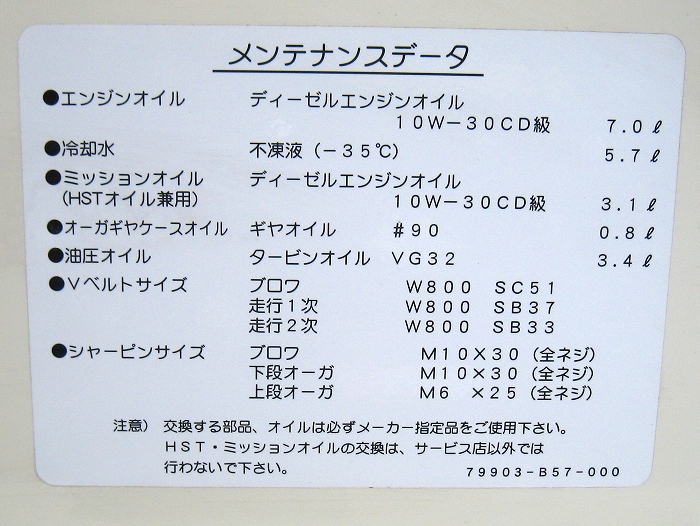 メンテナンスデータ
●エンジンオイル ディーゼルエンジンオイル
10W－30CD級 7.0ℓ
●冷却水 不凍液（－35℃） 5.7ℓ
●ミッションオイル ディーゼルエンジンオイル
（HSTオイル兼用） 10W－30CD級 3.1ℓ
●オーガギヤケースオイル ギヤオイル ＃90 0.8ℓ
●油圧オイル タービンオイル VG32 3.4ℓ
●Vベルトサイズ ブロワ W800 SC51
走行1次 W800 SB37
走行2次 W800 SB33
●シャーピンサイズ ブロワ M10×30（全ネジ）
下段オーガ M10×30（全ネジ）
上段オーガ M6 ×25（全ネジ）
注意） 交換する部品、オイルは必ずメーカー指定品をご使用下さい。
HST・ミッションオイルの交換は、サービス店以外では
行わないで下さい。 79903-B57-000